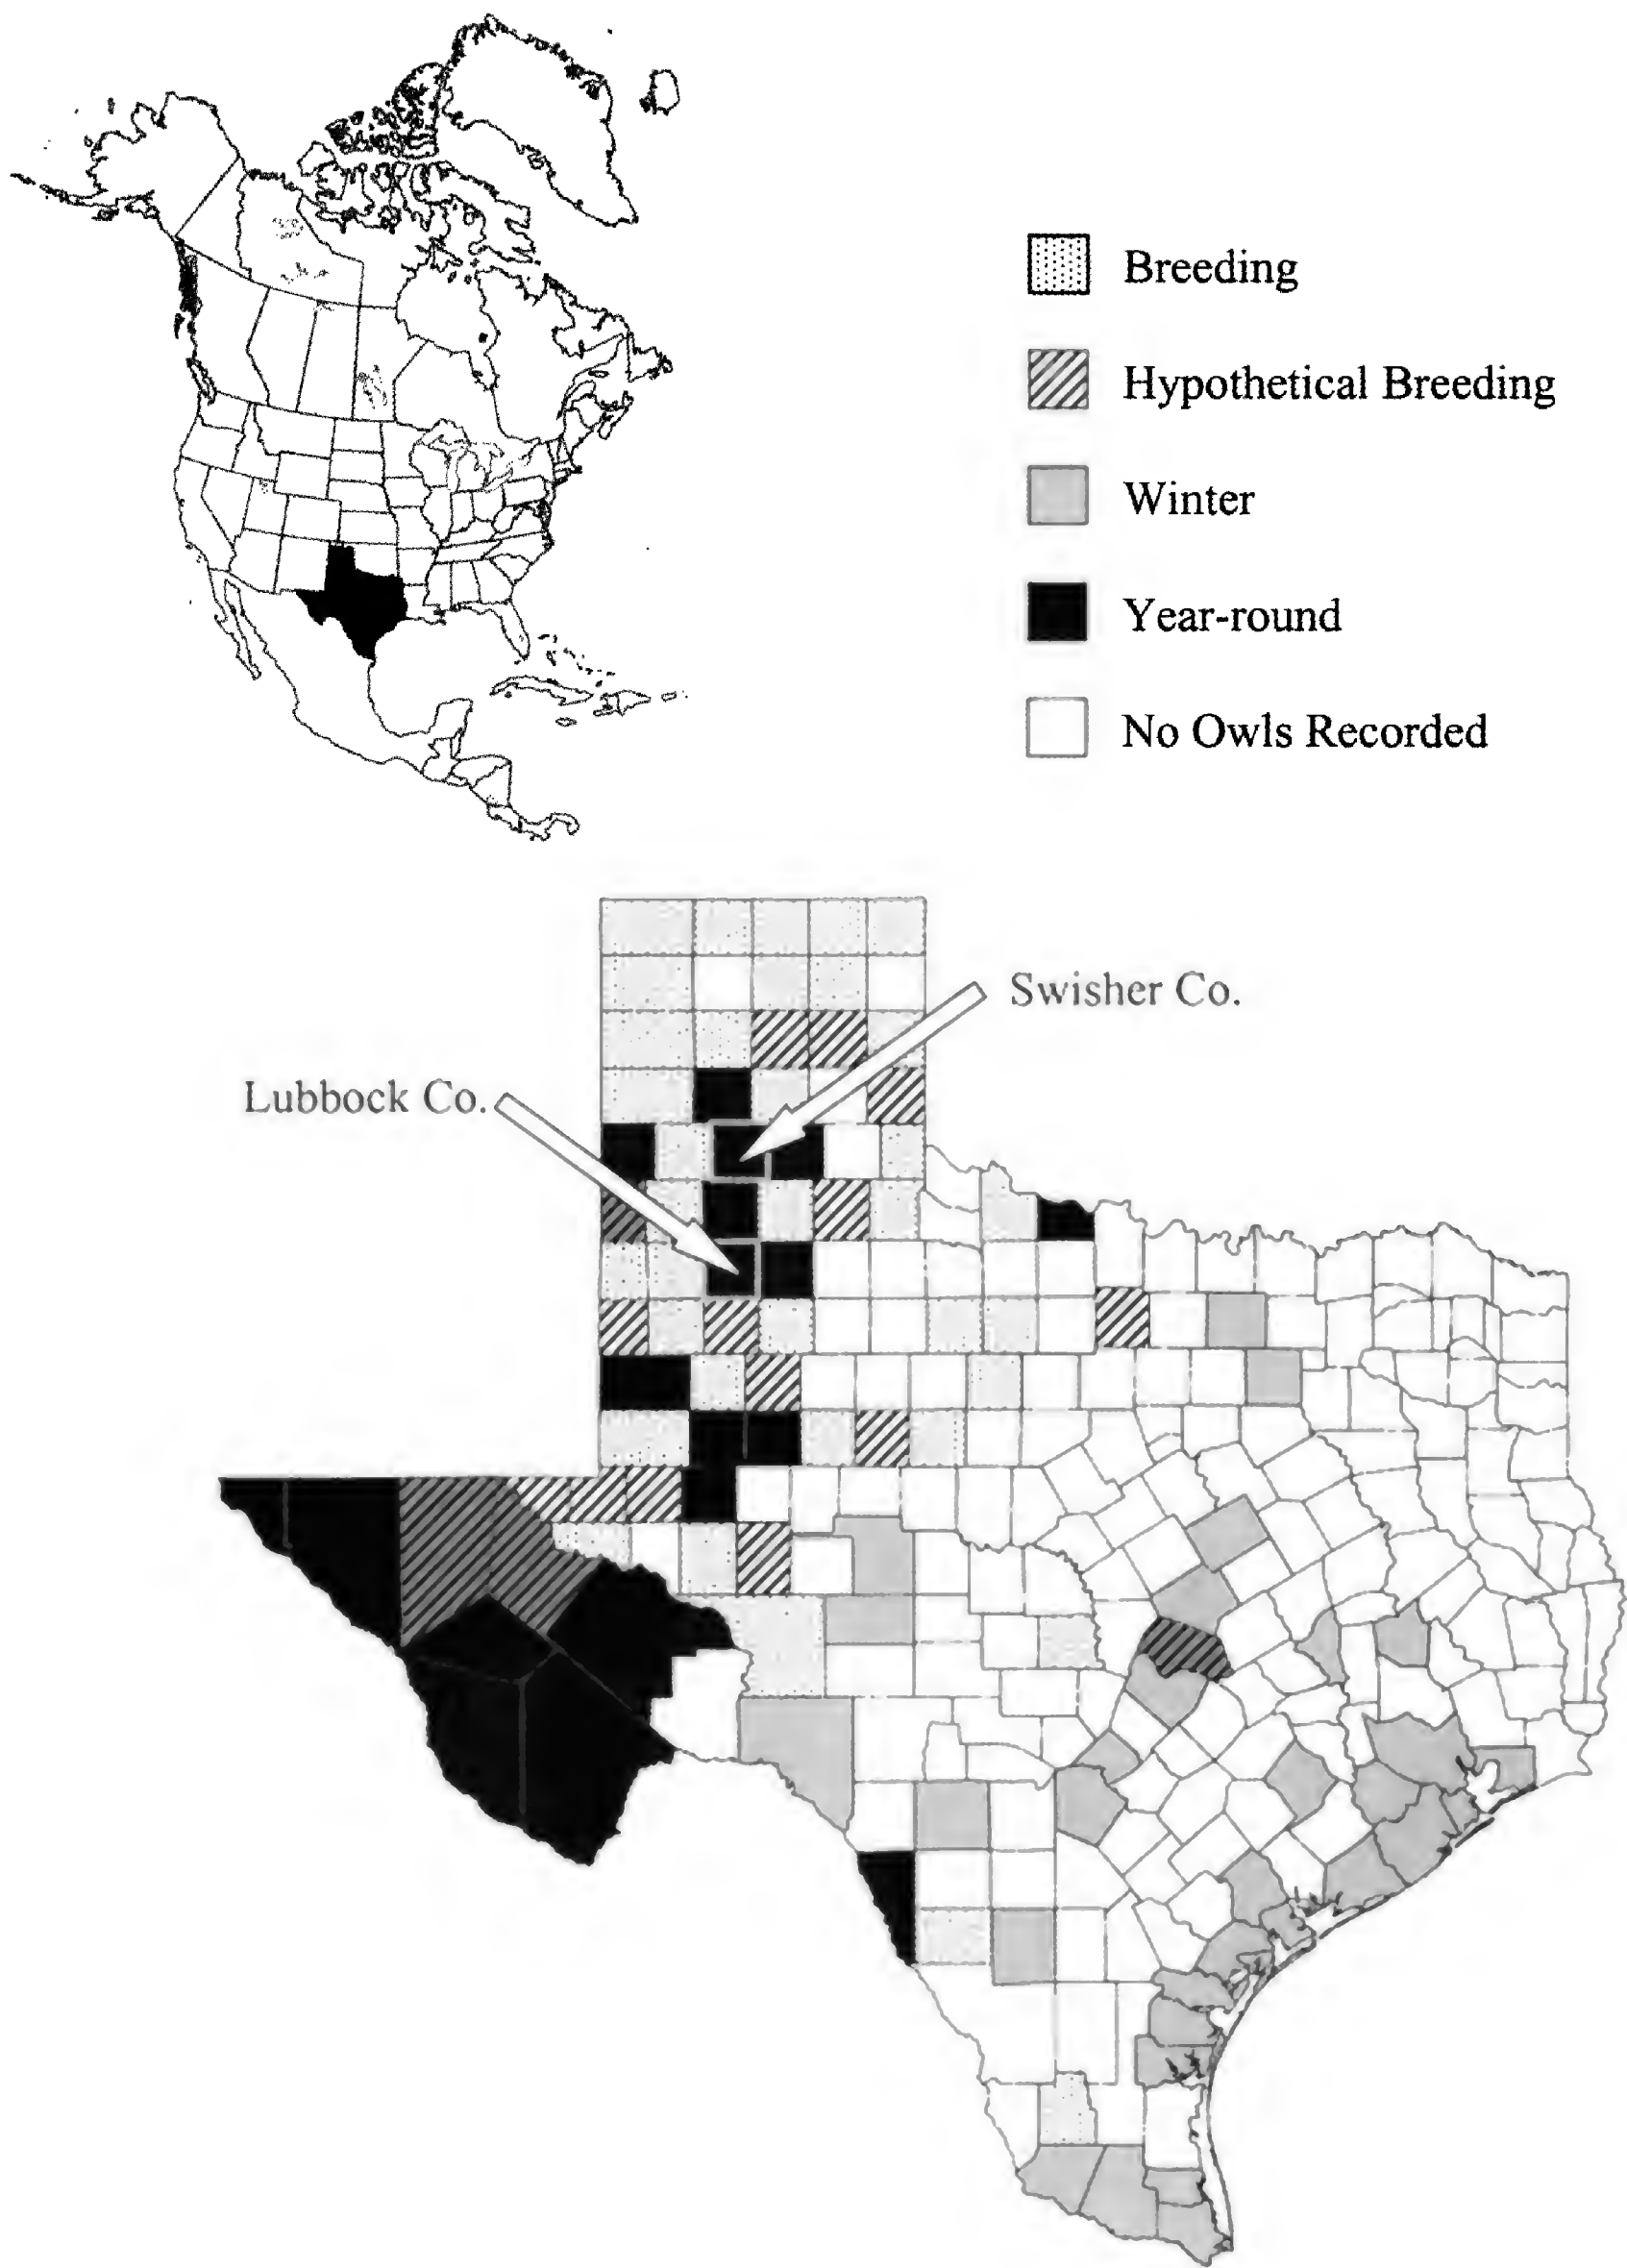 Breeding
Hypothetical Breeding
Winter
Year-round
No Owls Recorded
Swisher Co.
Lubbock Co.